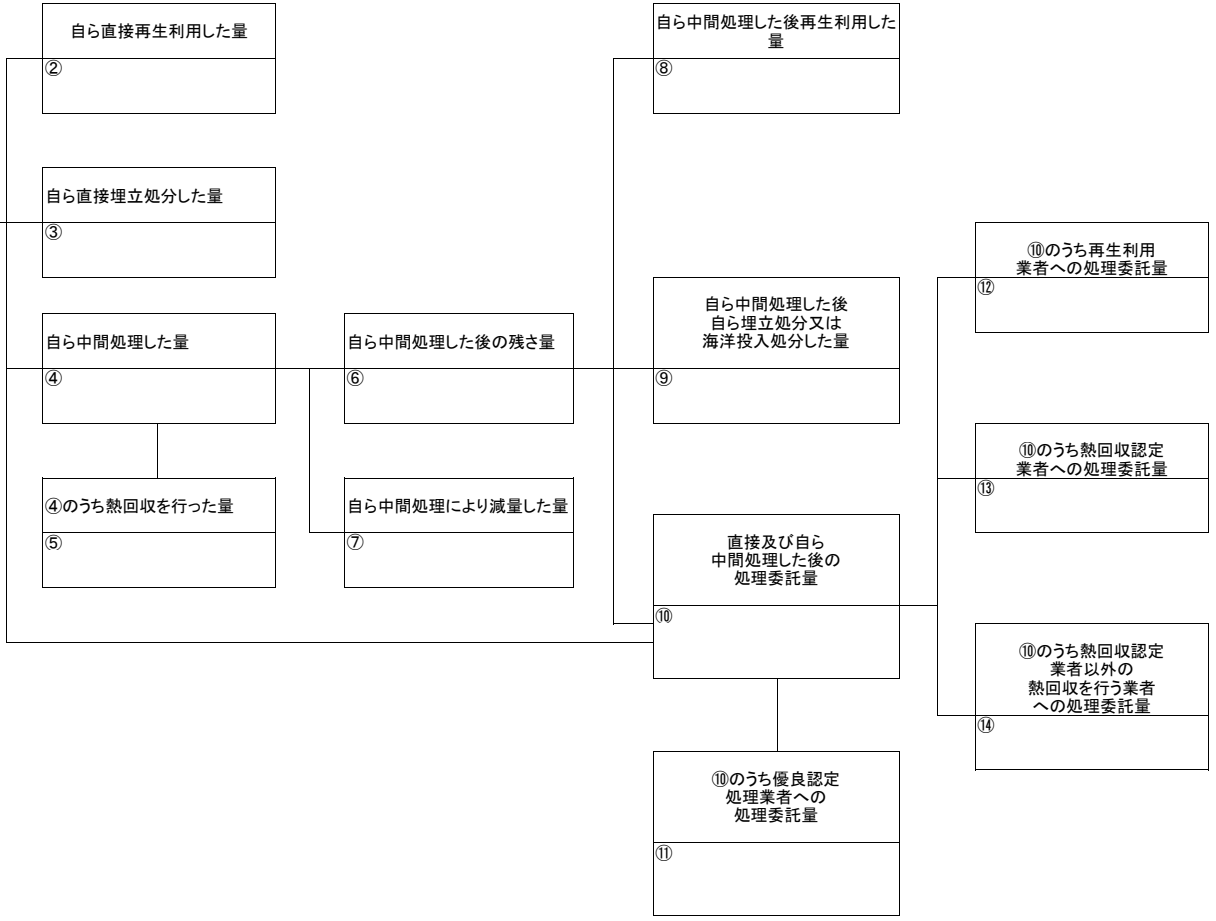 自ら直接再生利用した量
②
自ら直接埋立処分した量
③
自ら中間処理した量
④
④のうち熱回収を行った量
⑤
自ら中間処理した後の残さ量
⑥
自ら中間処理により減量した量
⑦
自ら中間処理した後再生利用した
量
⑧
自ら中間処理した後
自ら埋立処分又は
海洋投入処分した量
⑨
直接及び自ら
中間処理した後の
処理委託量
⑩
⑩のうち優良認定
処理業者への
処理委託量
⑪
⑩のうち再生利用
業者への処理委託量
⑫
⑩のうち熱回収認定
業者への処理委託量
⑬
⑩のうち熱回収認定
業者以外の
熱回収を行う業者
への処理委託量
⑭